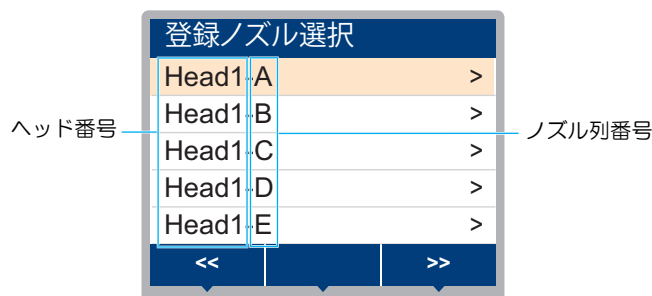 登録ノズル選択
Head1-A >
Head1-B >
Head1-C >
Head1-D >
Head1-E >
<< >>
ヘッド番号
ノズル列番号